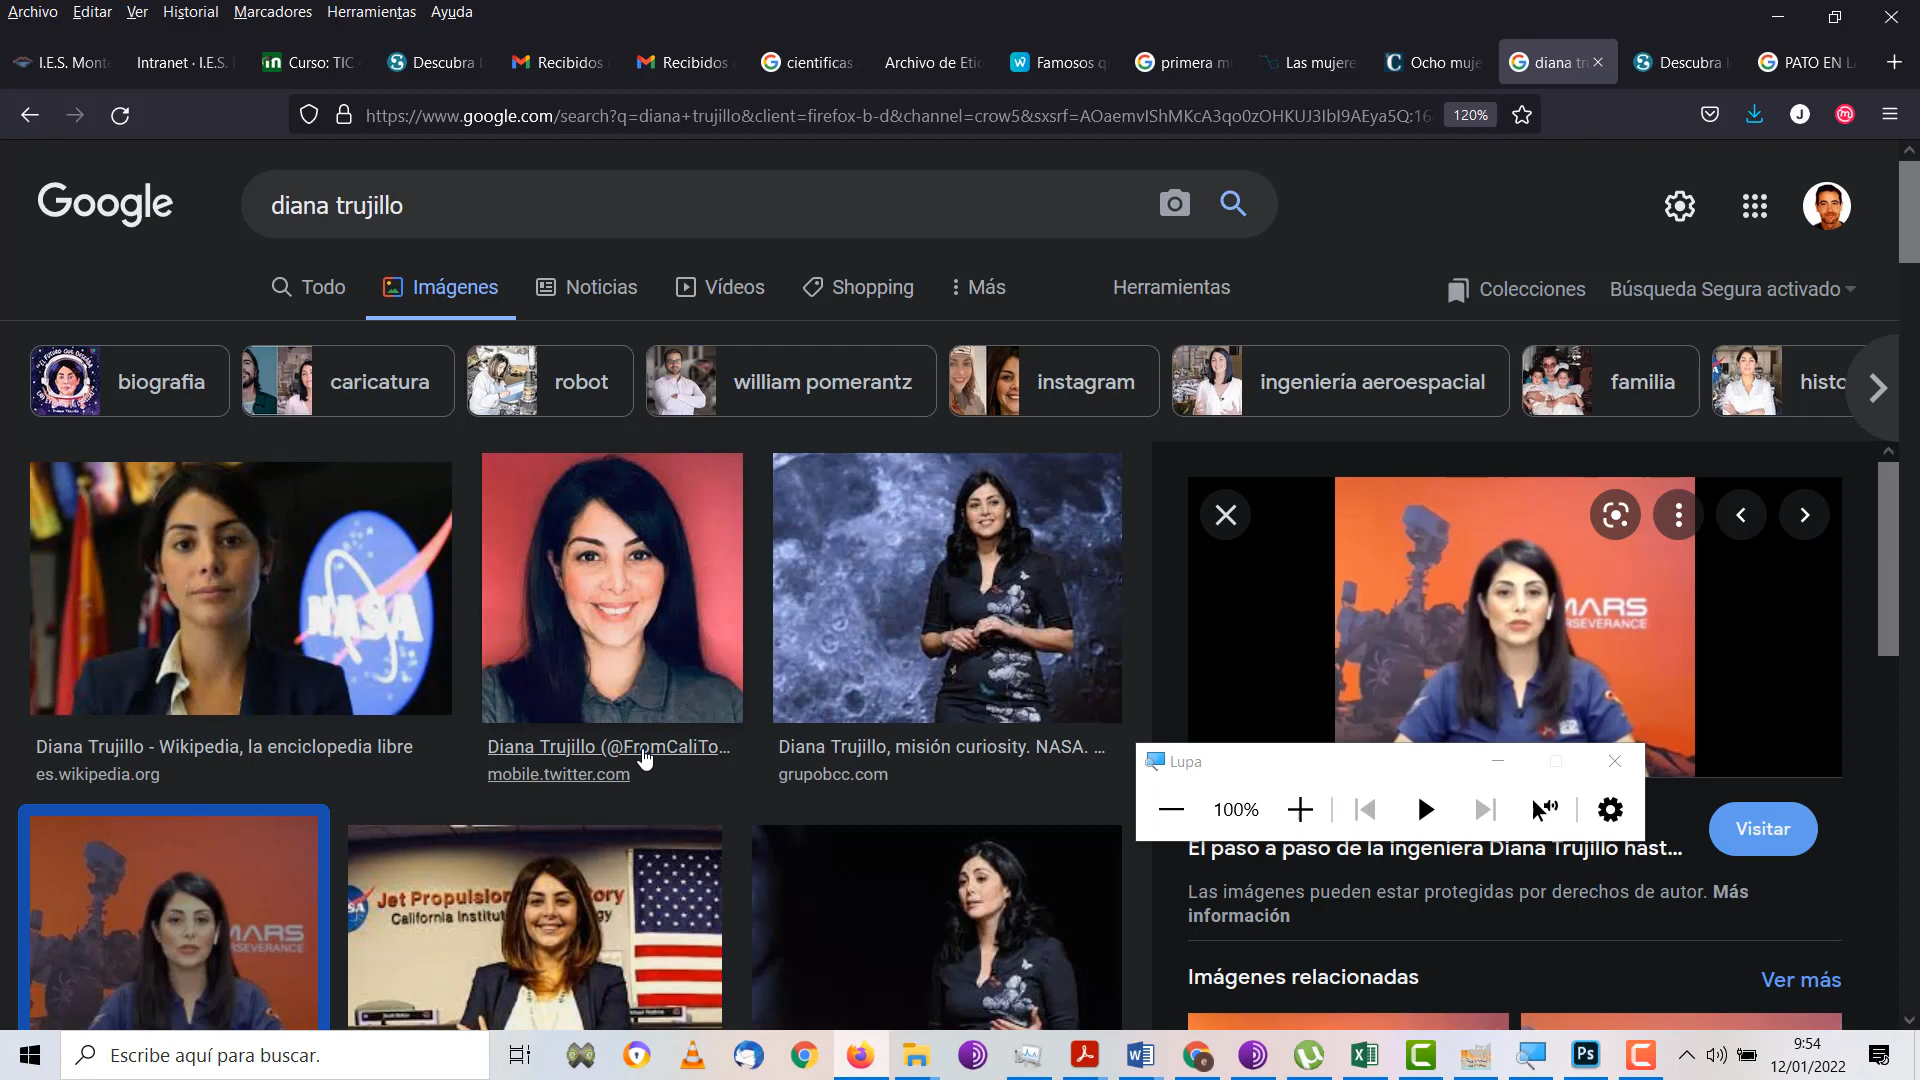 Archivo Editar Ver Historial Marcadores Herramientas Ayuda
I.E.S. Mont Intranet · I.E.S. Curso: TIC Descubra Recibidos Recibidos cientificas Archivo de Eti Famosos q primera m Las mujere Ocho muje diana tr Descubra PATO EN L
https://www.google.com/search?q=diana+trujillo&client=firefox-b-d&channel=crow5&sxsrf=AOaemvIShMKcA3qo0zOHKUJ3IbI9AEya5Q:16 120% J
Google diana trujillo
Todo Imágenes Noticias Vídeos Shopping Más Herramientas Colecciones Búsqueda Segura activado
biografia caricatura robot william pomerantz instagram ingeniería aeroespacial familia histo
NASA
MARS
PERSEVERANCE
Diana Trujillo - Wikipedia, la enciclopedia libre
es.wikipedia.org
Diana Trujillo (@FromCaliTo...
mobile.twitter.com
Diana Trujillo, misión curiosity. NASA. ...
grupobcc.com
Lupa
100%
El paso a paso de la ingeniera Diana Trujillo hast...
Visitar
Las imágenes pueden estar protegidas por derechos de autor. Más
información
MARS
PERSEVERANCE
Jet Propulsion
California Institu
Imágenes relacionadas Ver más
Escribe aquí para buscar.
Ps
9:54
12/01/2022